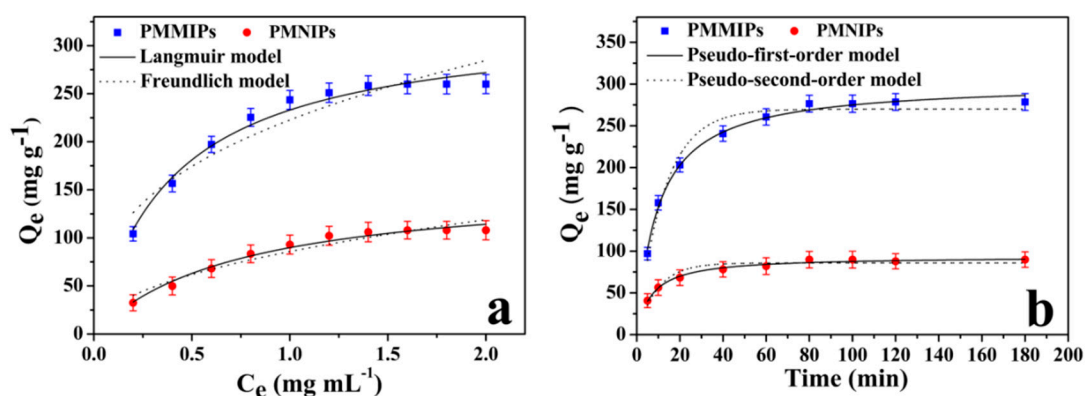 PMMIPs PMNIPs
Langmuir model
Freundlich model
Qe (mg g-1)
300
250
200
150
100
50
0
0.0 0.5 1.0 1.5 2.0
Ce (mg mL-1)
a
PMMIPs PMNIPs
Pseudo-first-order model
Pseudo-second-order model
Qe (mg g-1)
350
300
250
200
150
100
50
0
0 20 40 60 80 100 120 140 160 180 200
Time (min)
b